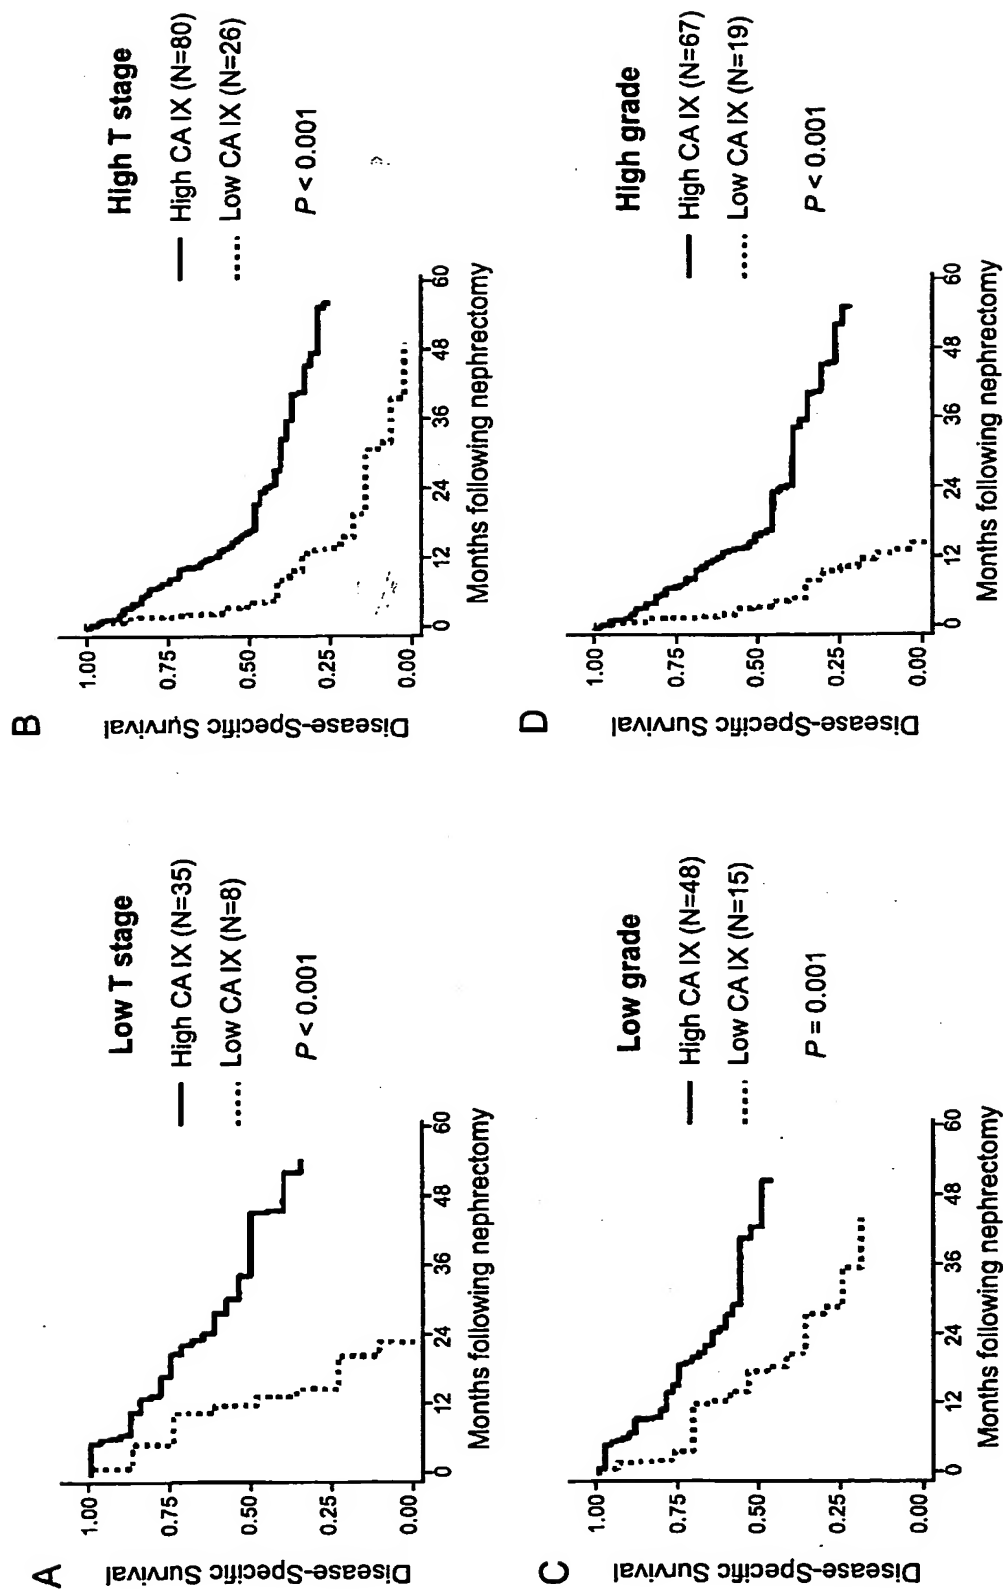 A
Low T stage
High CA IX (N=35)
Low CA IX (N=8)
P < 0.001
Disease-Specific Survival
1.00
0.75
0.50
0.25
0.00
0 12 24 36 48 60
Months following nephrectomy
B
High T stage
High CA IX (N=80)
Low CA IX (N=26)
P < 0.001
Disease-Specific Survival
1.00
0.75
0.50
0.25
0.00
0 12 24 36 48 60
Months following nephrectomy
C
Low grade
High CA IX (N=48)
Low CA IX (N=15)
P = 0.001
Disease-Specific Survival
1.00
0.75
0.50
0.25
0.00
0 12 24 36 48 60
Months following nephrectomy
D
High grade
High CA IX (N=67)
Low CA IX (N=19)
P < 0.001
Disease-Specific Survival
1.00
0.75
0.50
0.25
0.00
0 12 24 36 48 60
Months following nephrectomy